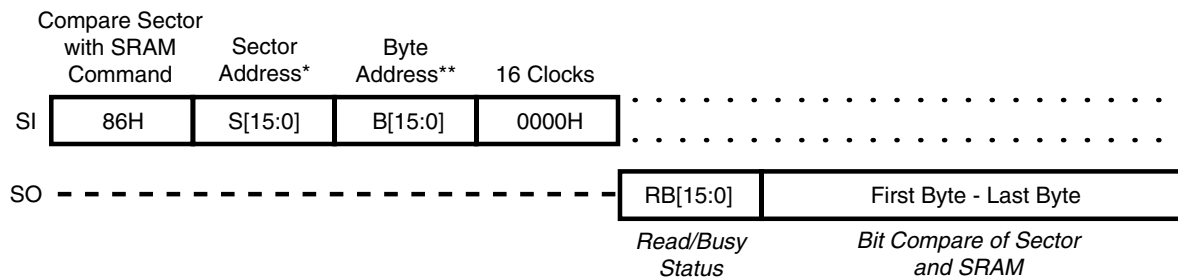 Compare Sector
with SRAM
Command
Sector
Address*
Byte
Address**
16 Clocks
SI
86H
S[15:0]
B[15:0]
0000H
SO
RB[15:0]
First Byte - Last Byte
Read/Busy
Status
Bit Compare of Sector
and SRAM